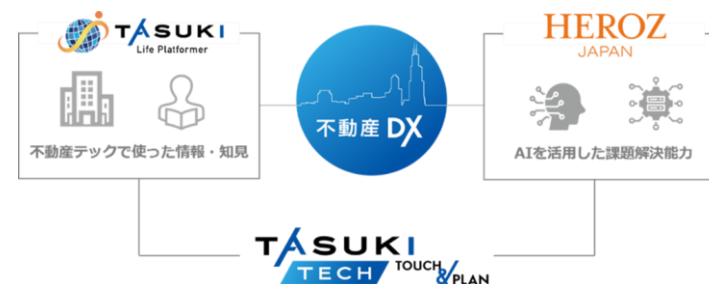 TASUKI
Life Platformer
不動産テックで使った情報・知見
不動産 DX
HEROZ
JAPAN
AIを活用した課題解決能力
TASUKI
TECH TOUCH & PLAN